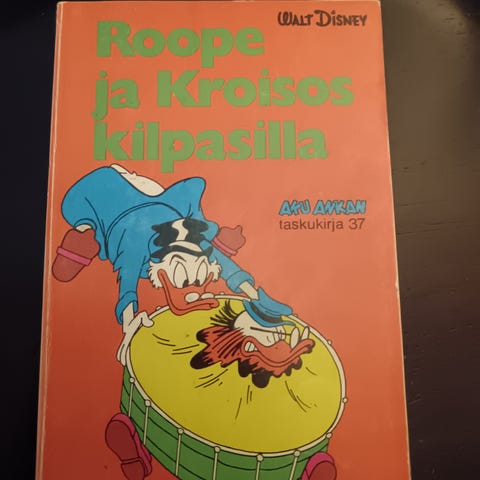 WALT DISNEY
Roope
ja Kroisos
kilpasilla
AKU ANKAN
taskukirja 37